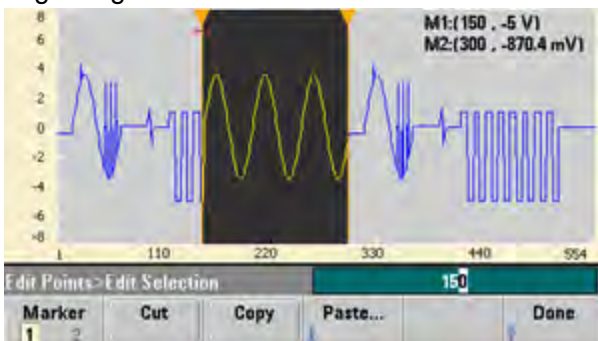 8
M1:(150 , -5 V)
6
M2:(300 , -870.4 mV)
4
2
0
-2
-4
-6
-8
1 110 220 330 440 554
Edit Points>Edit Selection 150
Marker Cut Copy Paste... Done
1 2